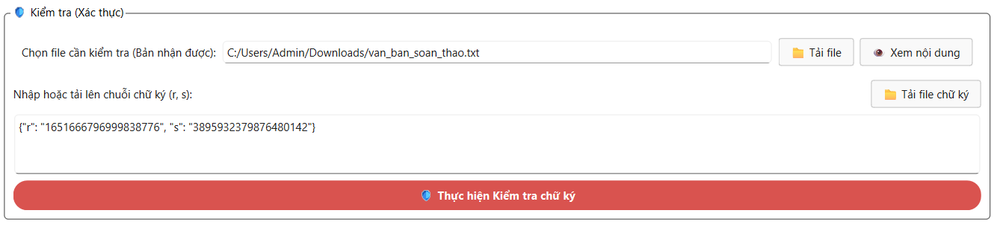 Kiểm tra (Xác thực)
Chọn file cần kiểm tra (Bản nhận được): C:/Users/Admin/Downloads/van_ban_soan_thao.txt Tải file Xem nội dung
Nhập hoặc tải lên chuỗi chữ ký (r, s): Tải file chữ ký
{"r": "1651666796999838776", "s": "3895932379876480142"}
Thực hiện Kiểm tra chữ ký